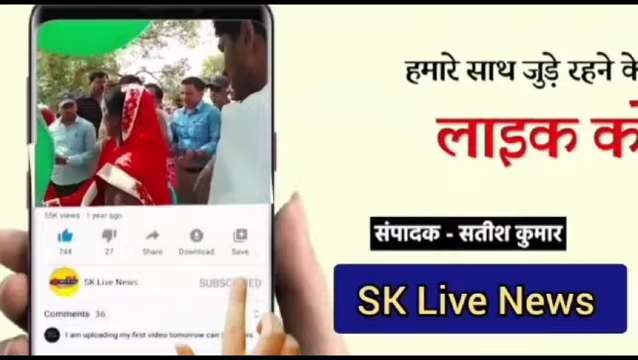 हमारे साथ जुड़े रहने के
लाइक को
संपादक - सतीश कुमार
SK Live News
55K views 1 year ago
744
27
Share
Download
Save
SK Live News
SUBSCRIBED
Comments 36
I am uploading my first video tomorrow can